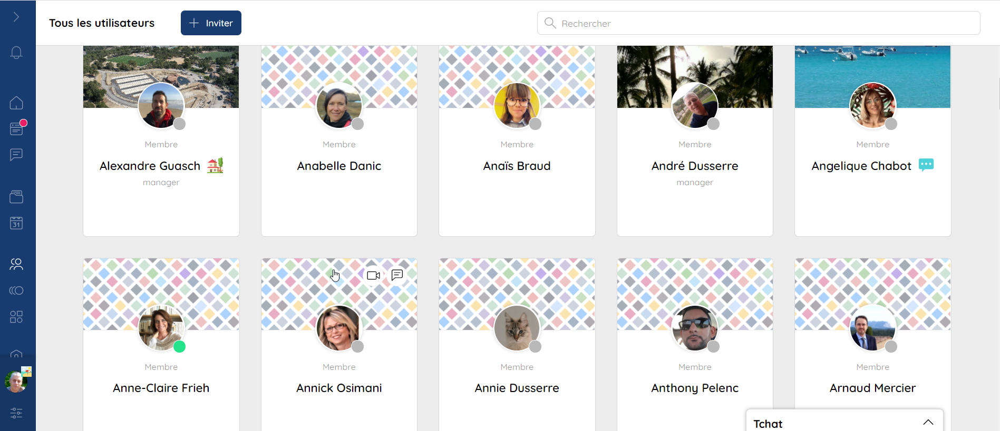 Tous les utilisateurs
Inviter
Rechercher
Membre
Membre
Membre
Membre
Membre
Alexandre Guasch
Anabelle Danic
Anaïs Braud
André Dusserre
Angelique Chabot
manager
manager
31
Membre
Membre
Membre
Membre
Membre
Anne-Claire Frieh
Annick Osimani
Annie Dusserre
Anthony Pelenc
Arnaud Mercier
Tchat